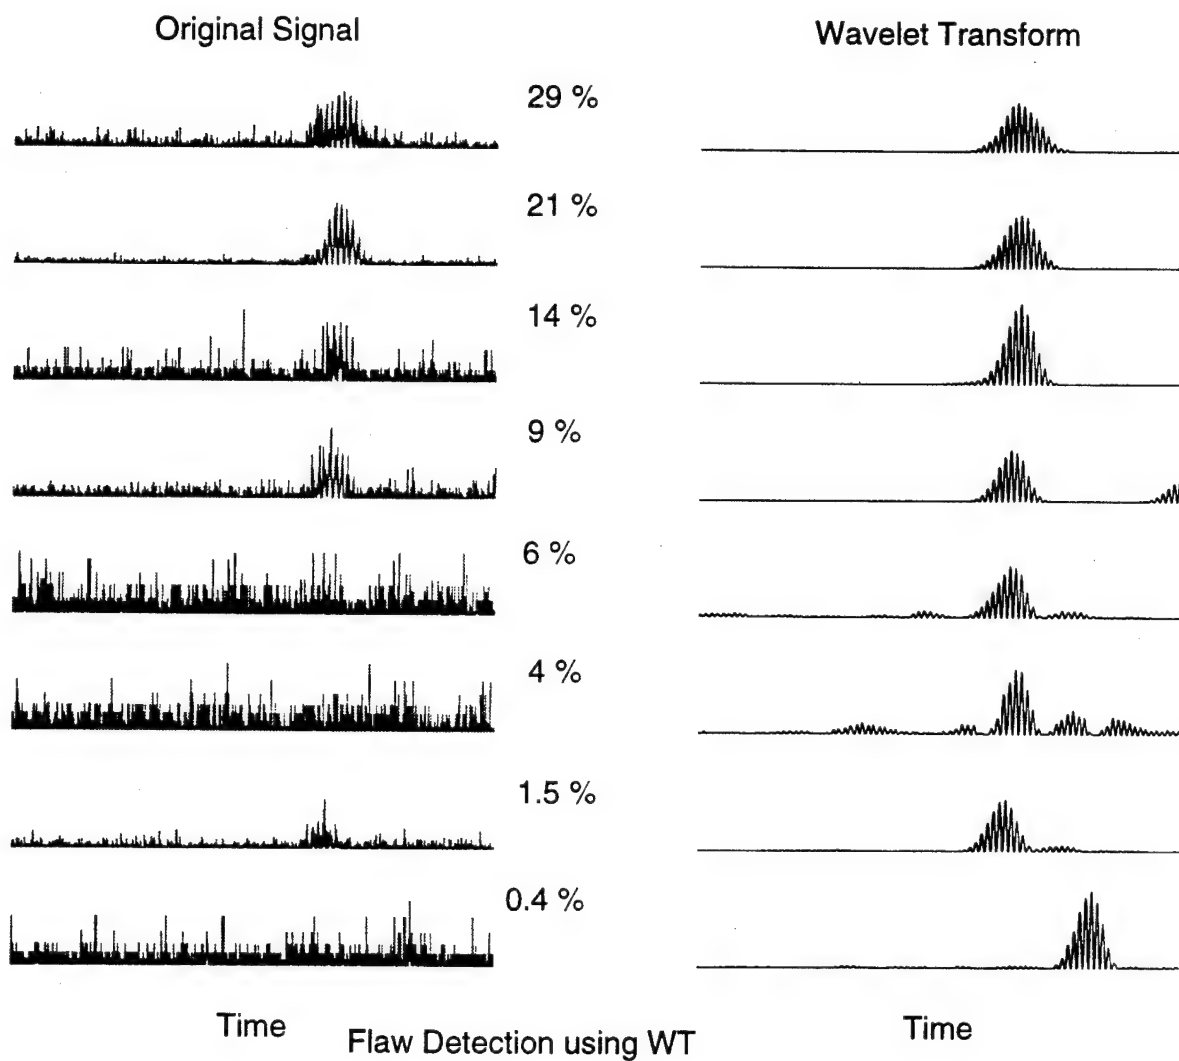 Original Signal
Wavelet Transform
29 %
21 %
14 %
9 %
6 %
4 %
1.5 %
0.4 %
Time
Time
Flaw Detection using WT